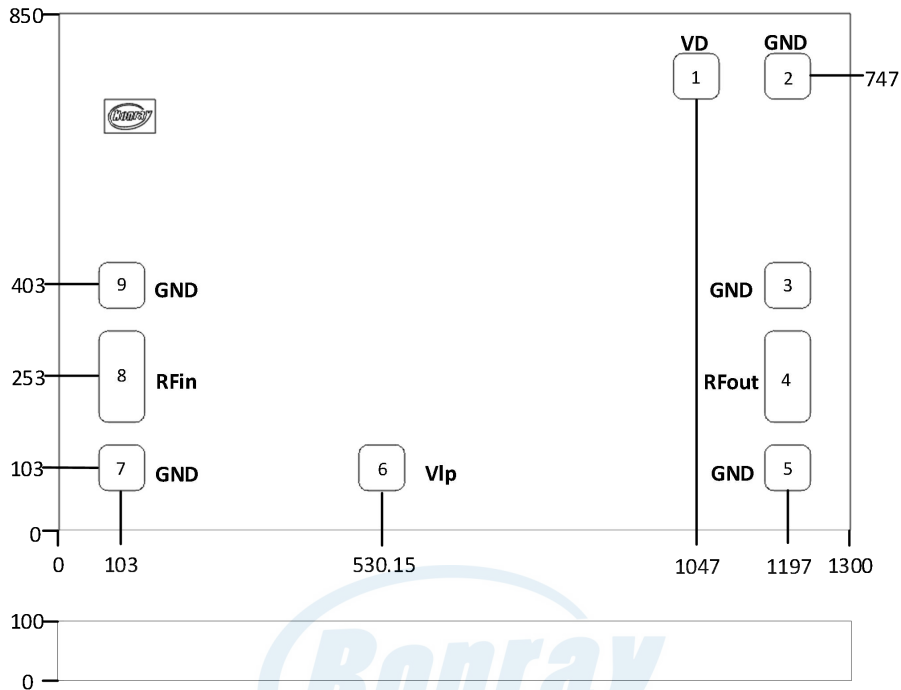 850
VD GND
1 2 747
Ronray
403 9 GND GND 3
253 8 RFin RFout 4
103 7 GND 6 Vlp GND 5
0
0 103 530.15 1047 1197 1300
100
Ronray
0